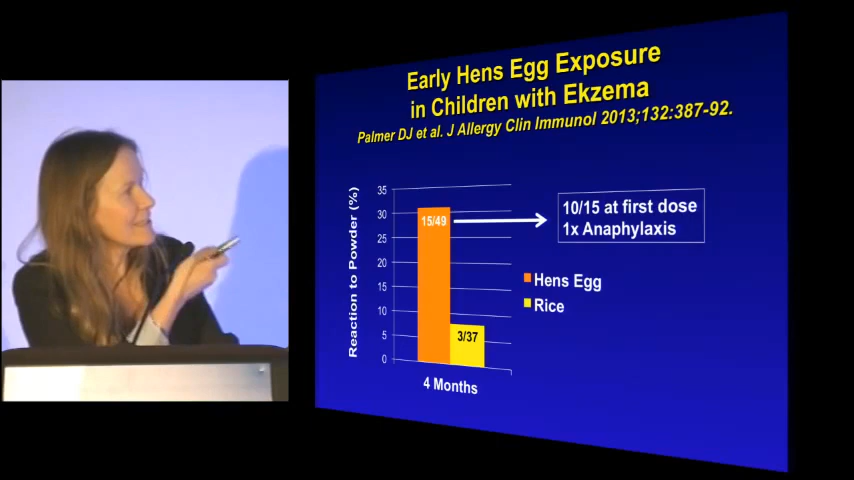 Early Hens Egg Exposure
in Children with Ekzema
Palmer DJ et al. J Allergy Clin Immunol 2013;132:387-92.
Reaction to Powder (%)
35
30
25
20
15
10
5
0
15/49
3/37
4 Months
10/15 at first dose
1x Anaphylaxis
Hens Egg
Rice